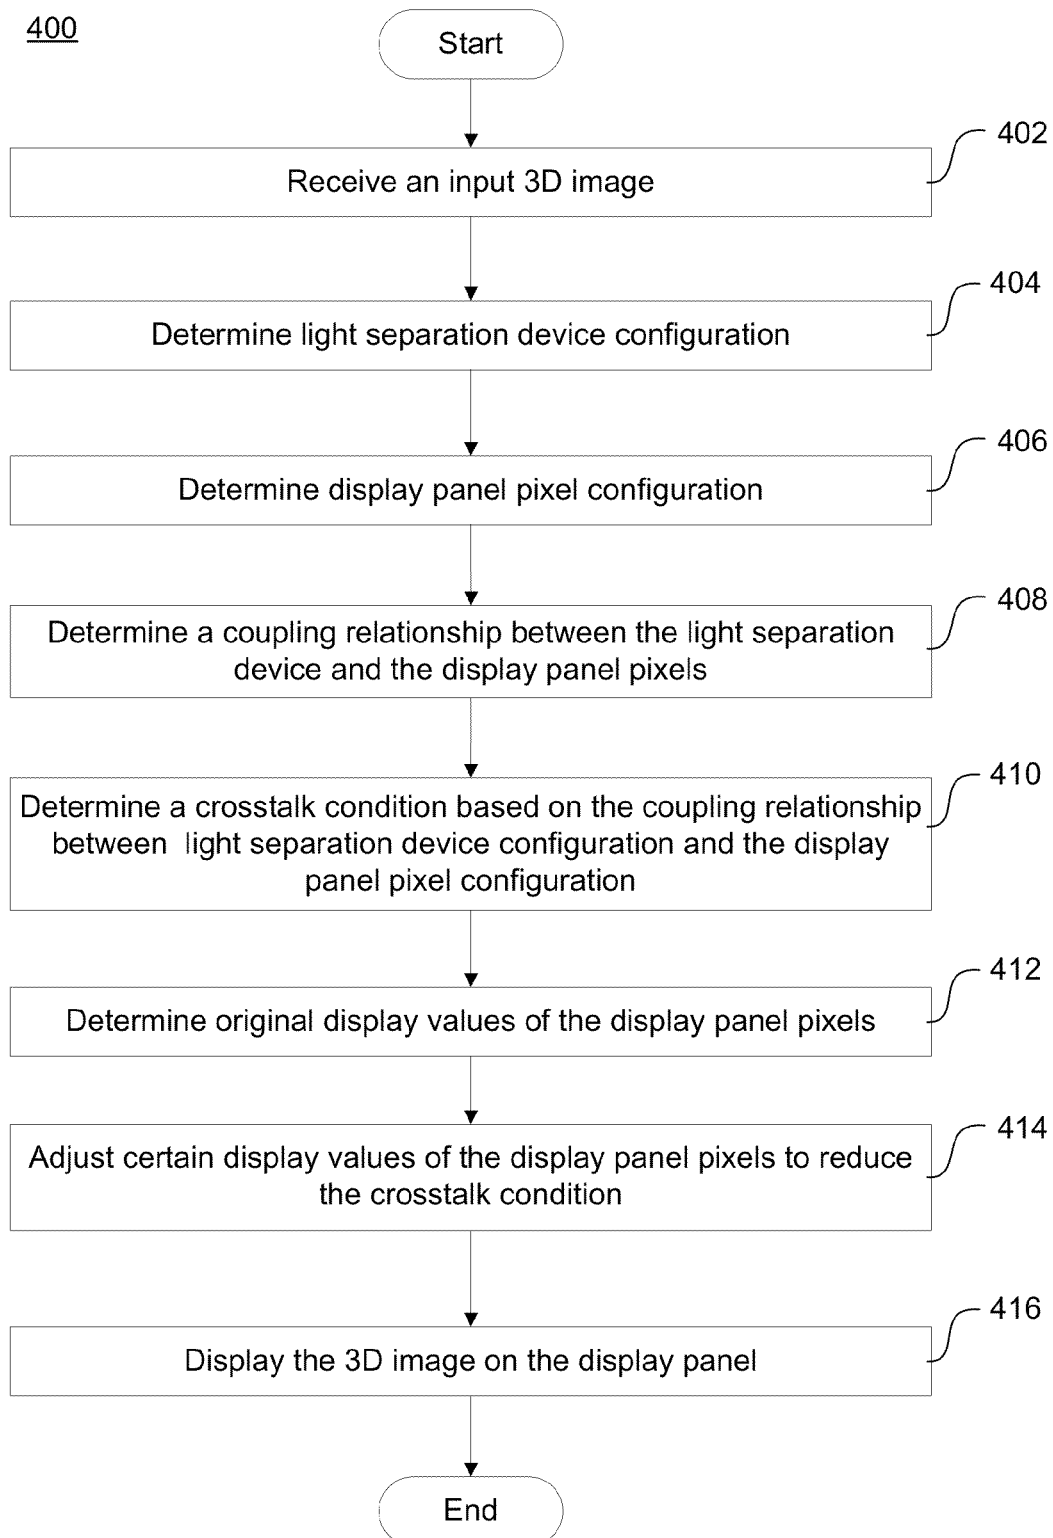 400
Start
402
Receive an input 3D image
404
Determine light separation device configuration
406
Determine display panel pixel configuration
408
Determine a coupling relationship between the light separation
device and the display panel pixels
410
Determine a crosstalk condition based on the coupling relationship
between light separation device configuration and the display
panel pixel configuration
412
Determine original display values of the display panel pixels
414
Adjust certain display values of the display panel pixels to reduce
the crosstalk condition
416
Display the 3D image on the display panel
End